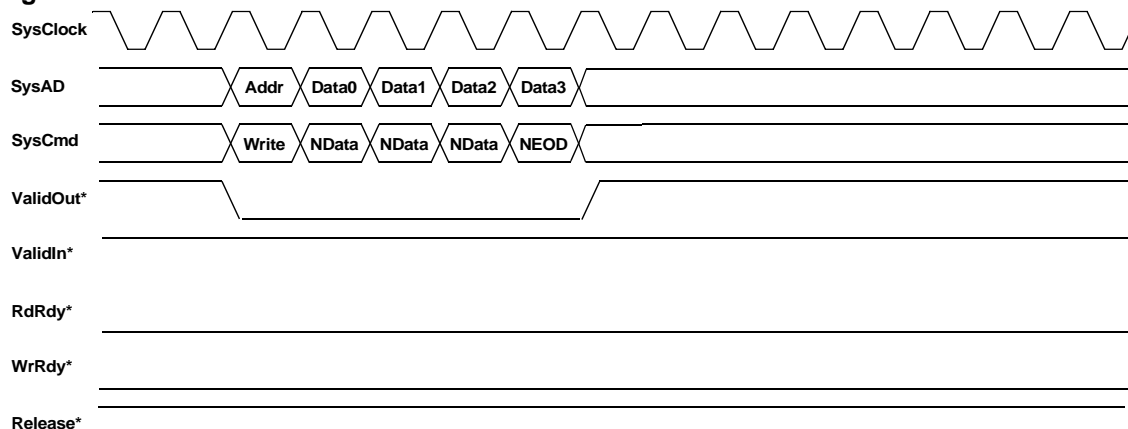 SysClock
SysAD Addr Data0 Data1 Data2 Data3
SysCmd Write NData NData NData NEOD
ValidOut*
ValidIn*
RdRdy*
WrRdy*
Release*